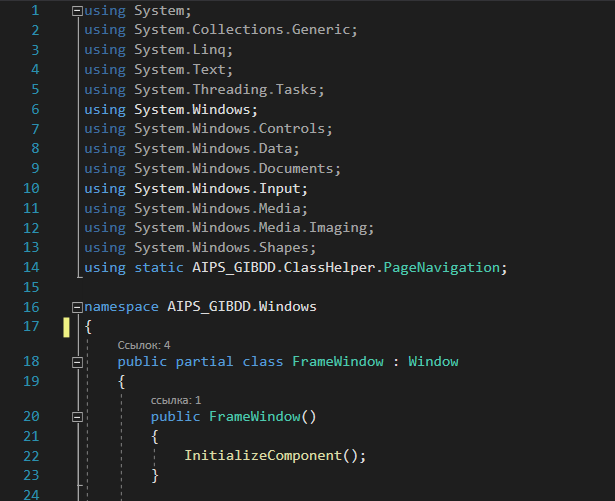 1 using System;
2 using System.Collections.Generic;
3 using System.Linq;
4 using System.Text;
5 using System.Threading.Tasks;
6 using System.Windows;
7 using System.Windows.Controls;
8 using System.Windows.Data;
9 using System.Windows.Documents;
10 using System.Windows.Input;
11 using System.Windows.Media;
12 using System.Windows.Media.Imaging;
13 using System.Windows.Shapes;
14 using static AIPS_GIBDD.ClassHelper.PageNavigation;
15
16 namespace AIPS_GIBDD.Windows
17 {
Ссылок: 4
18 public partial class FrameWindow : Window
19 {
ссылка: 1
20 public FrameWindow()
21 {
22 InitializeComponent();
23 }
24